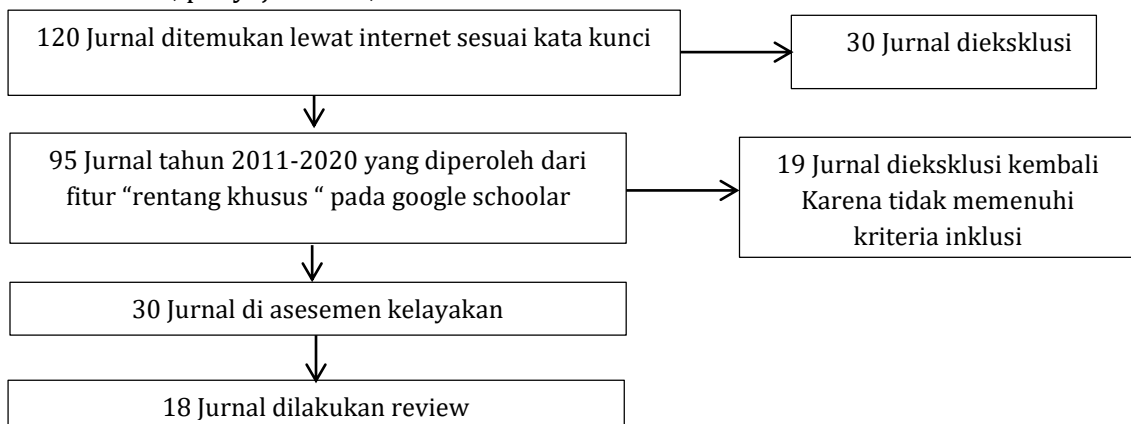 120 Jurnal ditemukan lewat internet sesuai kata kunci
30 Jurnal dieksklusi
95 Jurnal tahun 2011-2020 yang diperoleh dari
fitur “rentang khusus “ pada google schoolar
19 Jurnal dieksklusi kembali
Karena tidak memenuhi
kriteria inklusi
30 Jurnal di asesemen kelayakan
18 Jurnal dilakukan review